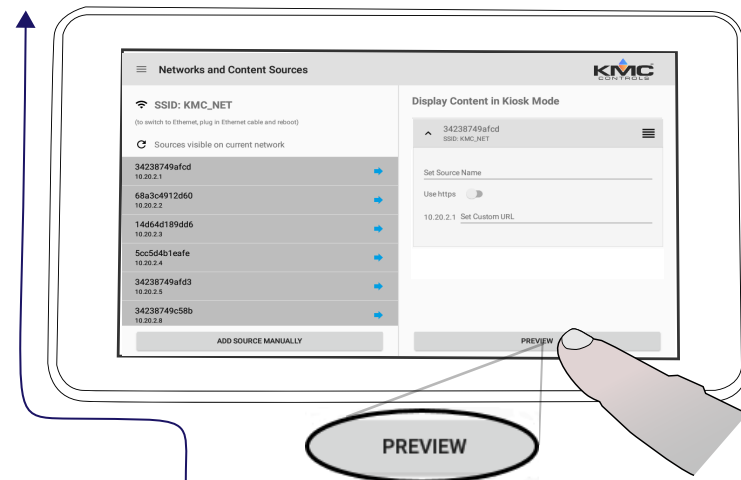 Networks and Content Sources
KMC
CONTROLS
SSID: KMC_NET
(to switch to Ethernet, plug in Ethernet cable and reboot)
Sources visible on current network
34238749afcd
10.20.2.1
68a3c4912d60
10.20.2.2
14d64d189dd6
10.20.2.3
5cc5d4b1eafe
10.20.2.4
34238749afd3
10.20.2.5
34238749c58b
10.20.2.8
ADD SOURCE MANUALLY
Display Content in Kiosk Mode
34238749afcd
SSID: KMC_NET
Set Source Name
Use https
10.20.2.1 Set Custom URL
PREVIEW
PREVIEW